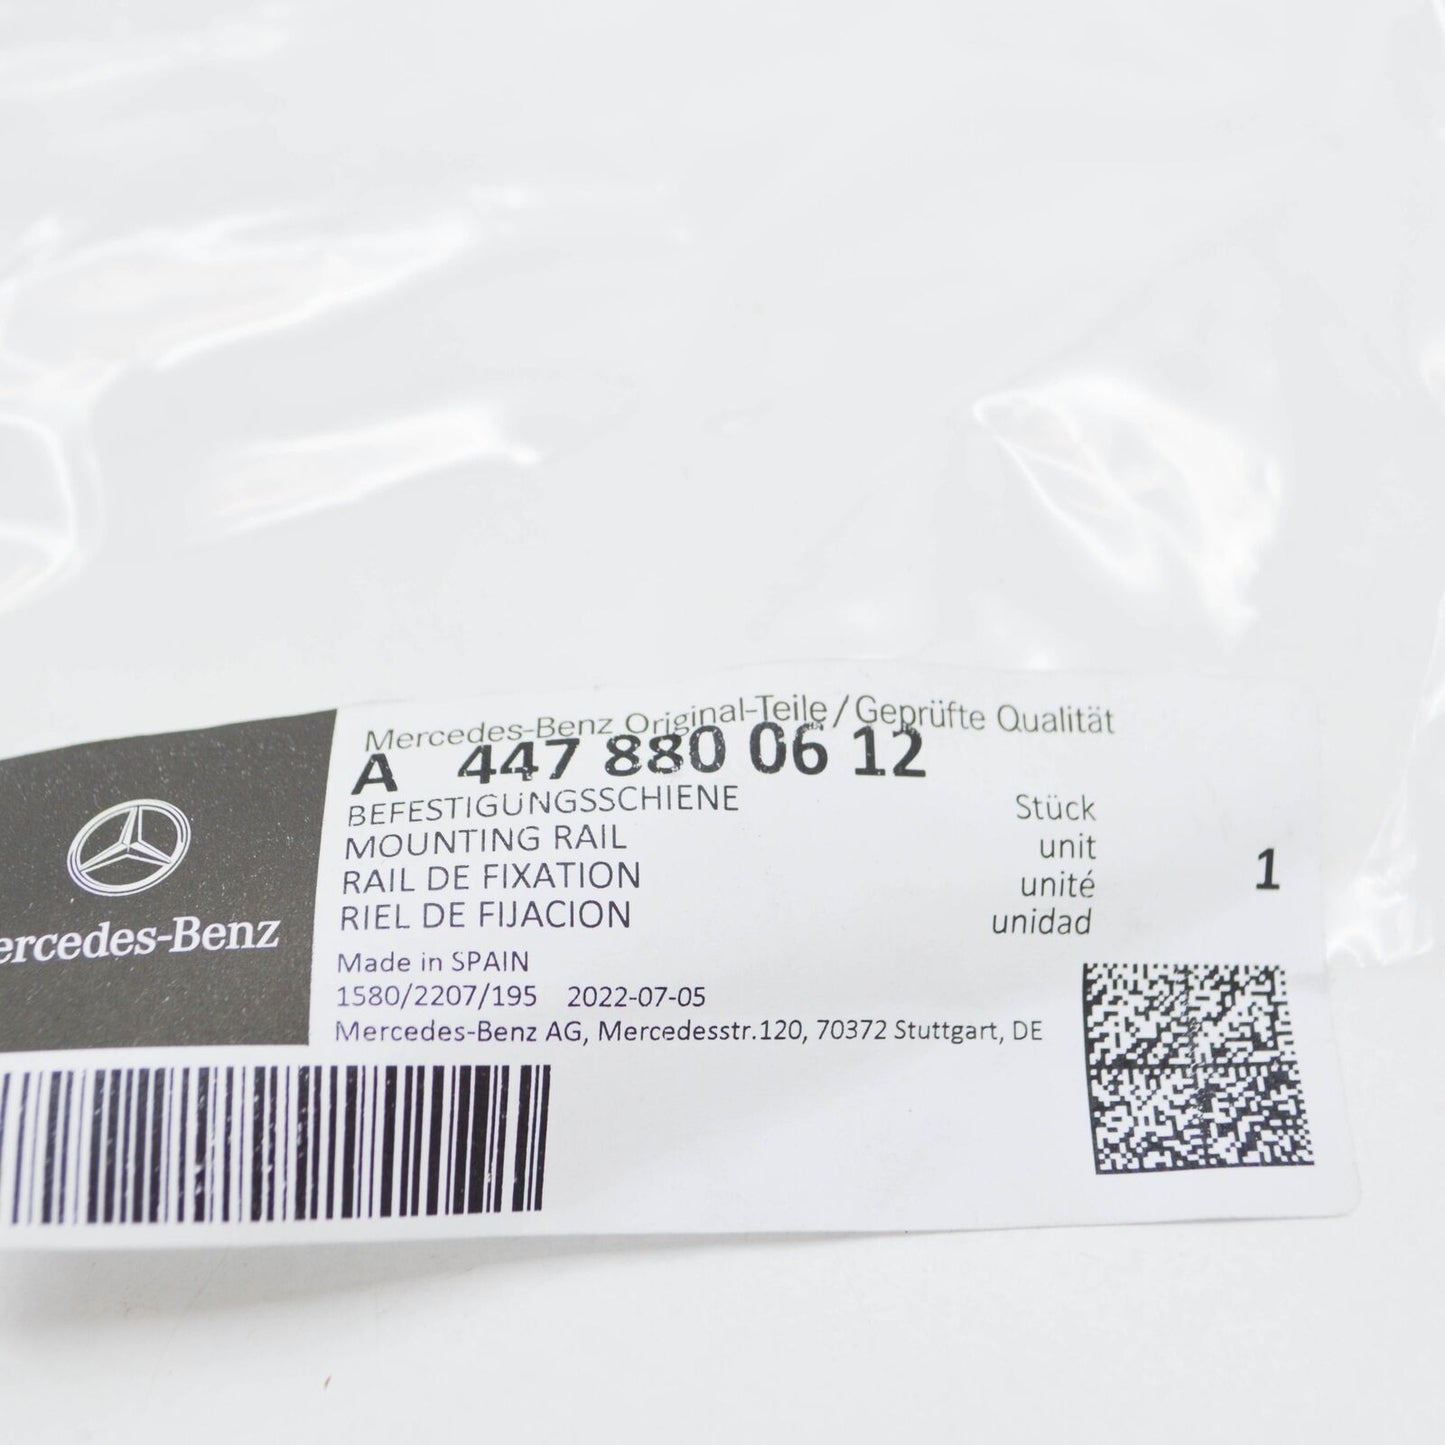 Mercedes-Benz Original-Teile/Geprüfte Qualität
A 447 880 06 12
BEFESTIGUNGSSCHIENE
MOUNTING RAIL
RAIL DE FIXATION
RIEL DE FIJACION
Stück
unit
unité
unidad
1
ercedes-Benz
Made in SPAIN
1580/2207/195 2022-07-05
Mercedes-Benz AG, Mercedesstr.120, 70372 Stuttgart, DE